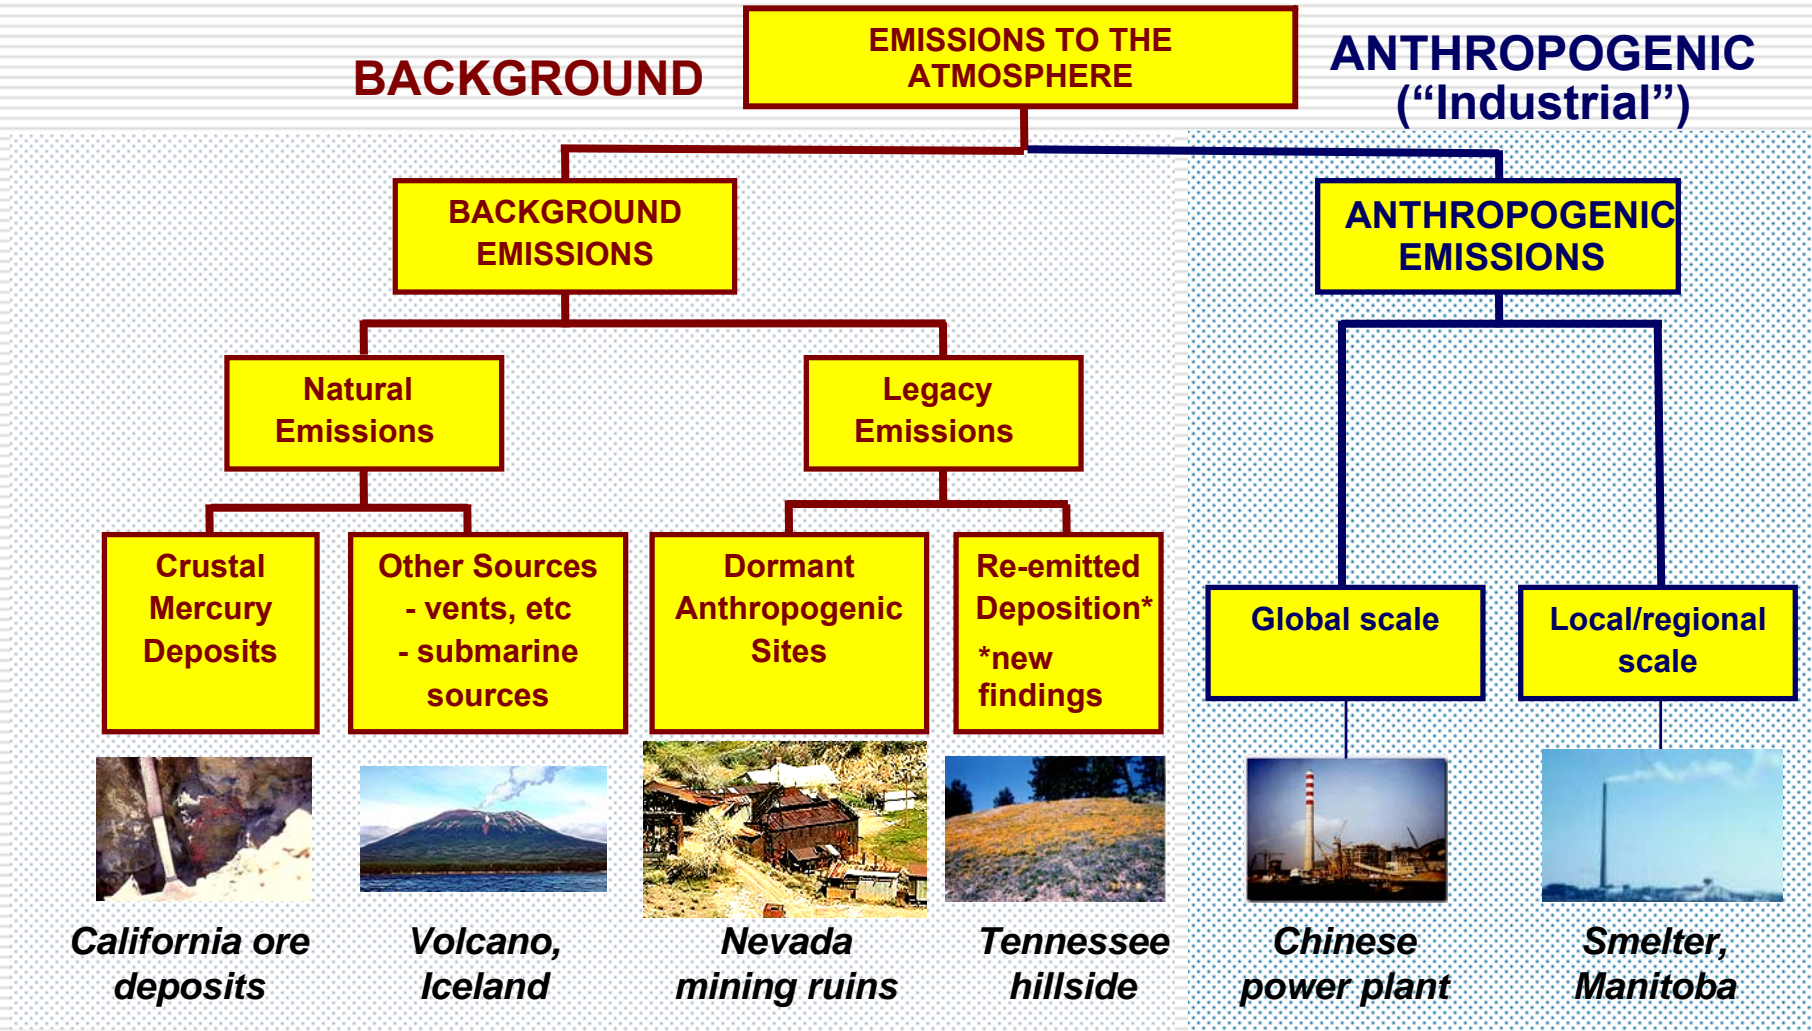 EMISSIONS TO THE
ATMOSPHERE
BACKGROUND
ANTHROPOGENIC
(“Industrial”)
BACKGROUND
EMISSIONS
ANTHROPOGENIC
EMISSIONS
Natural
Emissions
Legacy
Emissions
Crustal
Mercury
Deposits
Other Sources
- vents, etc
- submarine
sources
Dormant
Anthropogenic
Sites
Re-emitted
Deposition*
*new
findings
Global scale
Local/regional
scale
California ore
deposits
Volcano,
Iceland
Nevada
mining ruins
Tennessee
hillside
Chinese
power plant
Smelter,
Manitoba